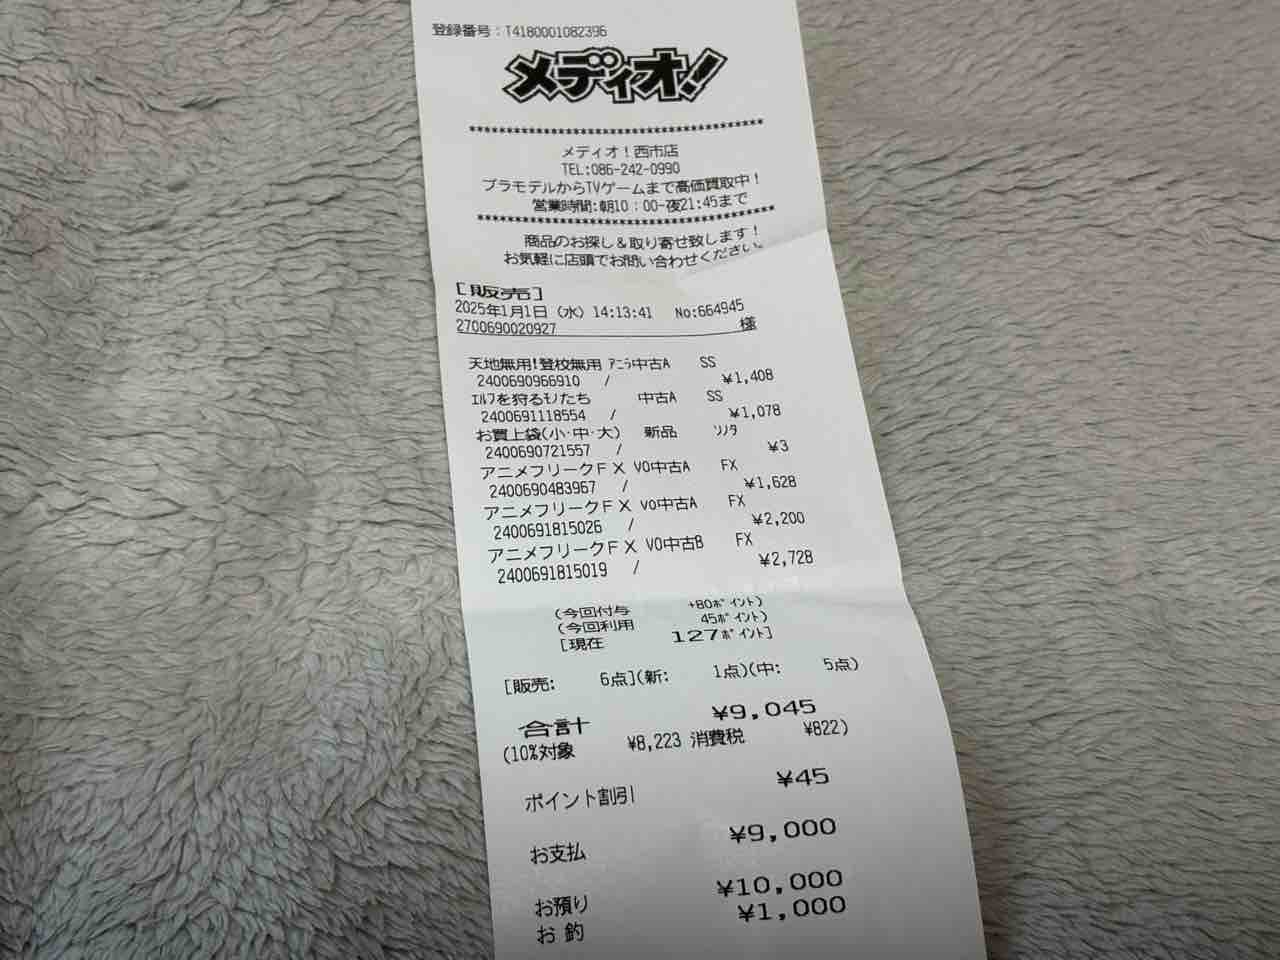 登録番号：T4180001082396
メディオ！
****************************************
メディオ！西市店
TEL:086-242-0990
プラモデルからTVゲームまで高価買取中！
営業時間:朝10：00-夜21:45まで
****************************************
商品のお探し＆取り寄せ致します！
お気軽に店頭でお問い合わせください。
[販売]
2025年1月1日（水）14:13:41 No:664945
2700690020927 様
天地無用!登校無用 ｱﾆﾗ中古A SS
2400690966910 / ¥1,408
ｴﾙﾌを狩るﾓﾉたち 中古A SS
2400691118554 / ¥1,078
お買上袋(小･中･大) 新品 ｿﾉﾀ
2400690721557 / ¥3
アニメフリークＦＸ VO中古A FX
2400690483967 / ¥1,628
アニメフリークＦＸ VO中古A FX
2400691815026 / ¥2,200
アニメフリークＦＸ VO中古B FX
2400691815019 / ¥2,728
(今回付与 +80ﾎﾟｲﾝﾄ)
(今回利用 45ﾎﾟｲﾝﾄ)
[現在 127ﾎﾟｲﾝﾄ]
[販売: 6点](新: 1点)(中: 5点)
合計 ¥9,045
(10%対象 ¥8,223 消費税 ¥822)
ポイント割引 ¥45
お支払 ¥9,000
お預り ¥10,000
お釣 ¥1,000